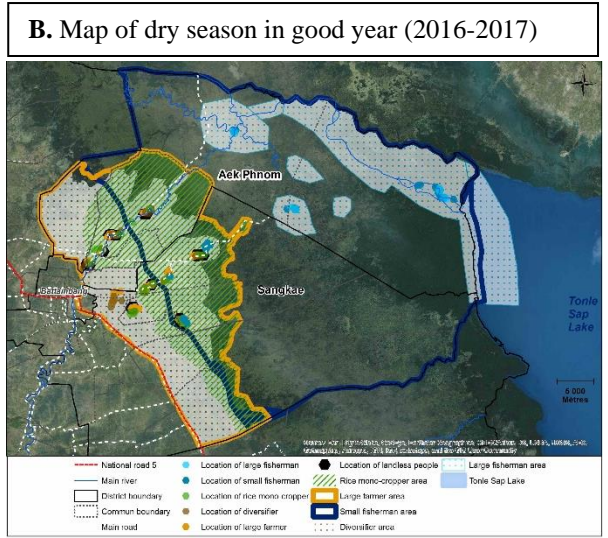 B. Map of dry season in good year (2016-2017)
Aek Phnom
Battambang
Sangkae
Tonle
Sap
Lake
5 000
Metres
National road 5
Main river
District boundary
Commun boundary
Main road
Location of large fisherman
Location of small fisherman
Location of rice mono-cropper
Location of diversifier
Location of large farmer
Location of landless people
Rice mono-cropper area
Large farmer area
Small fisherman area
Diversifier area
Large fisherman area
Tonle Sap Lake